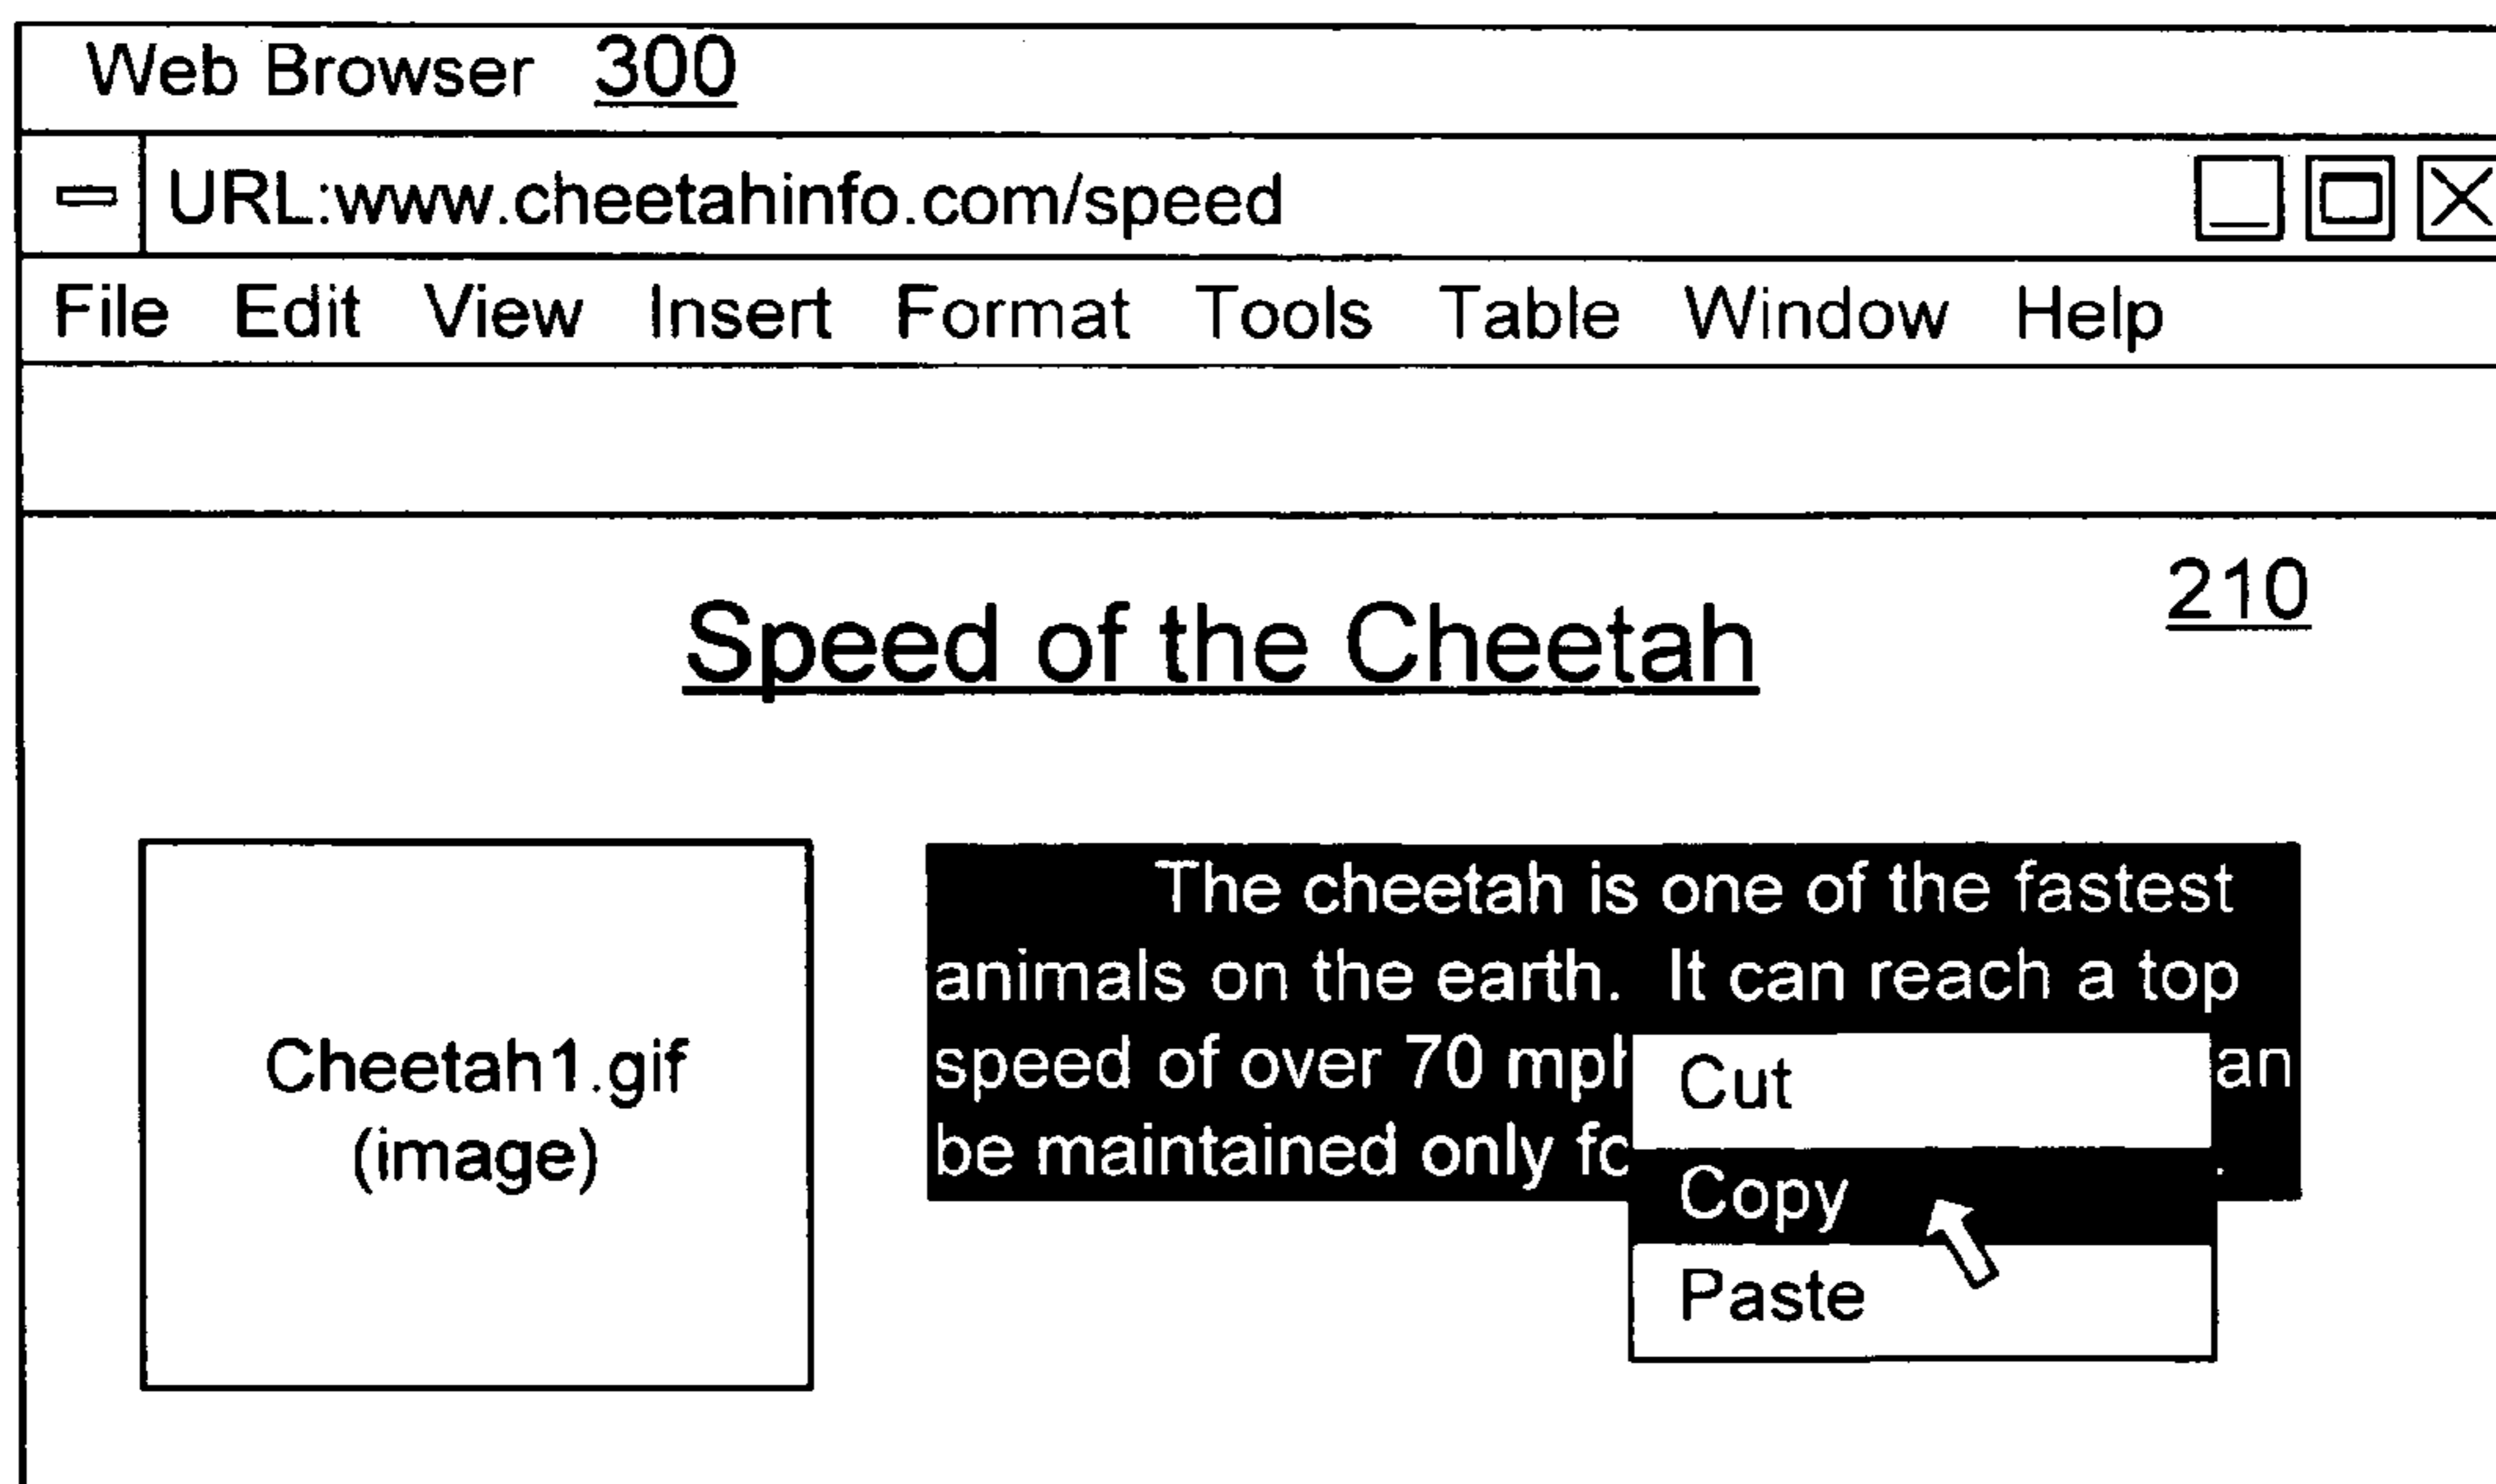 Web Browser 300
URL:www.cheetahinfo.com/speed
File Edit View Insert Format Tools Table Window Help
210
Speed of the Cheetah
Cheetah1.gif
(image)
The cheetah is one of the fastest
animals on the earth. It can reach a top
speed of over 70 mph an
be maintained only
Cut
Copy
Paste